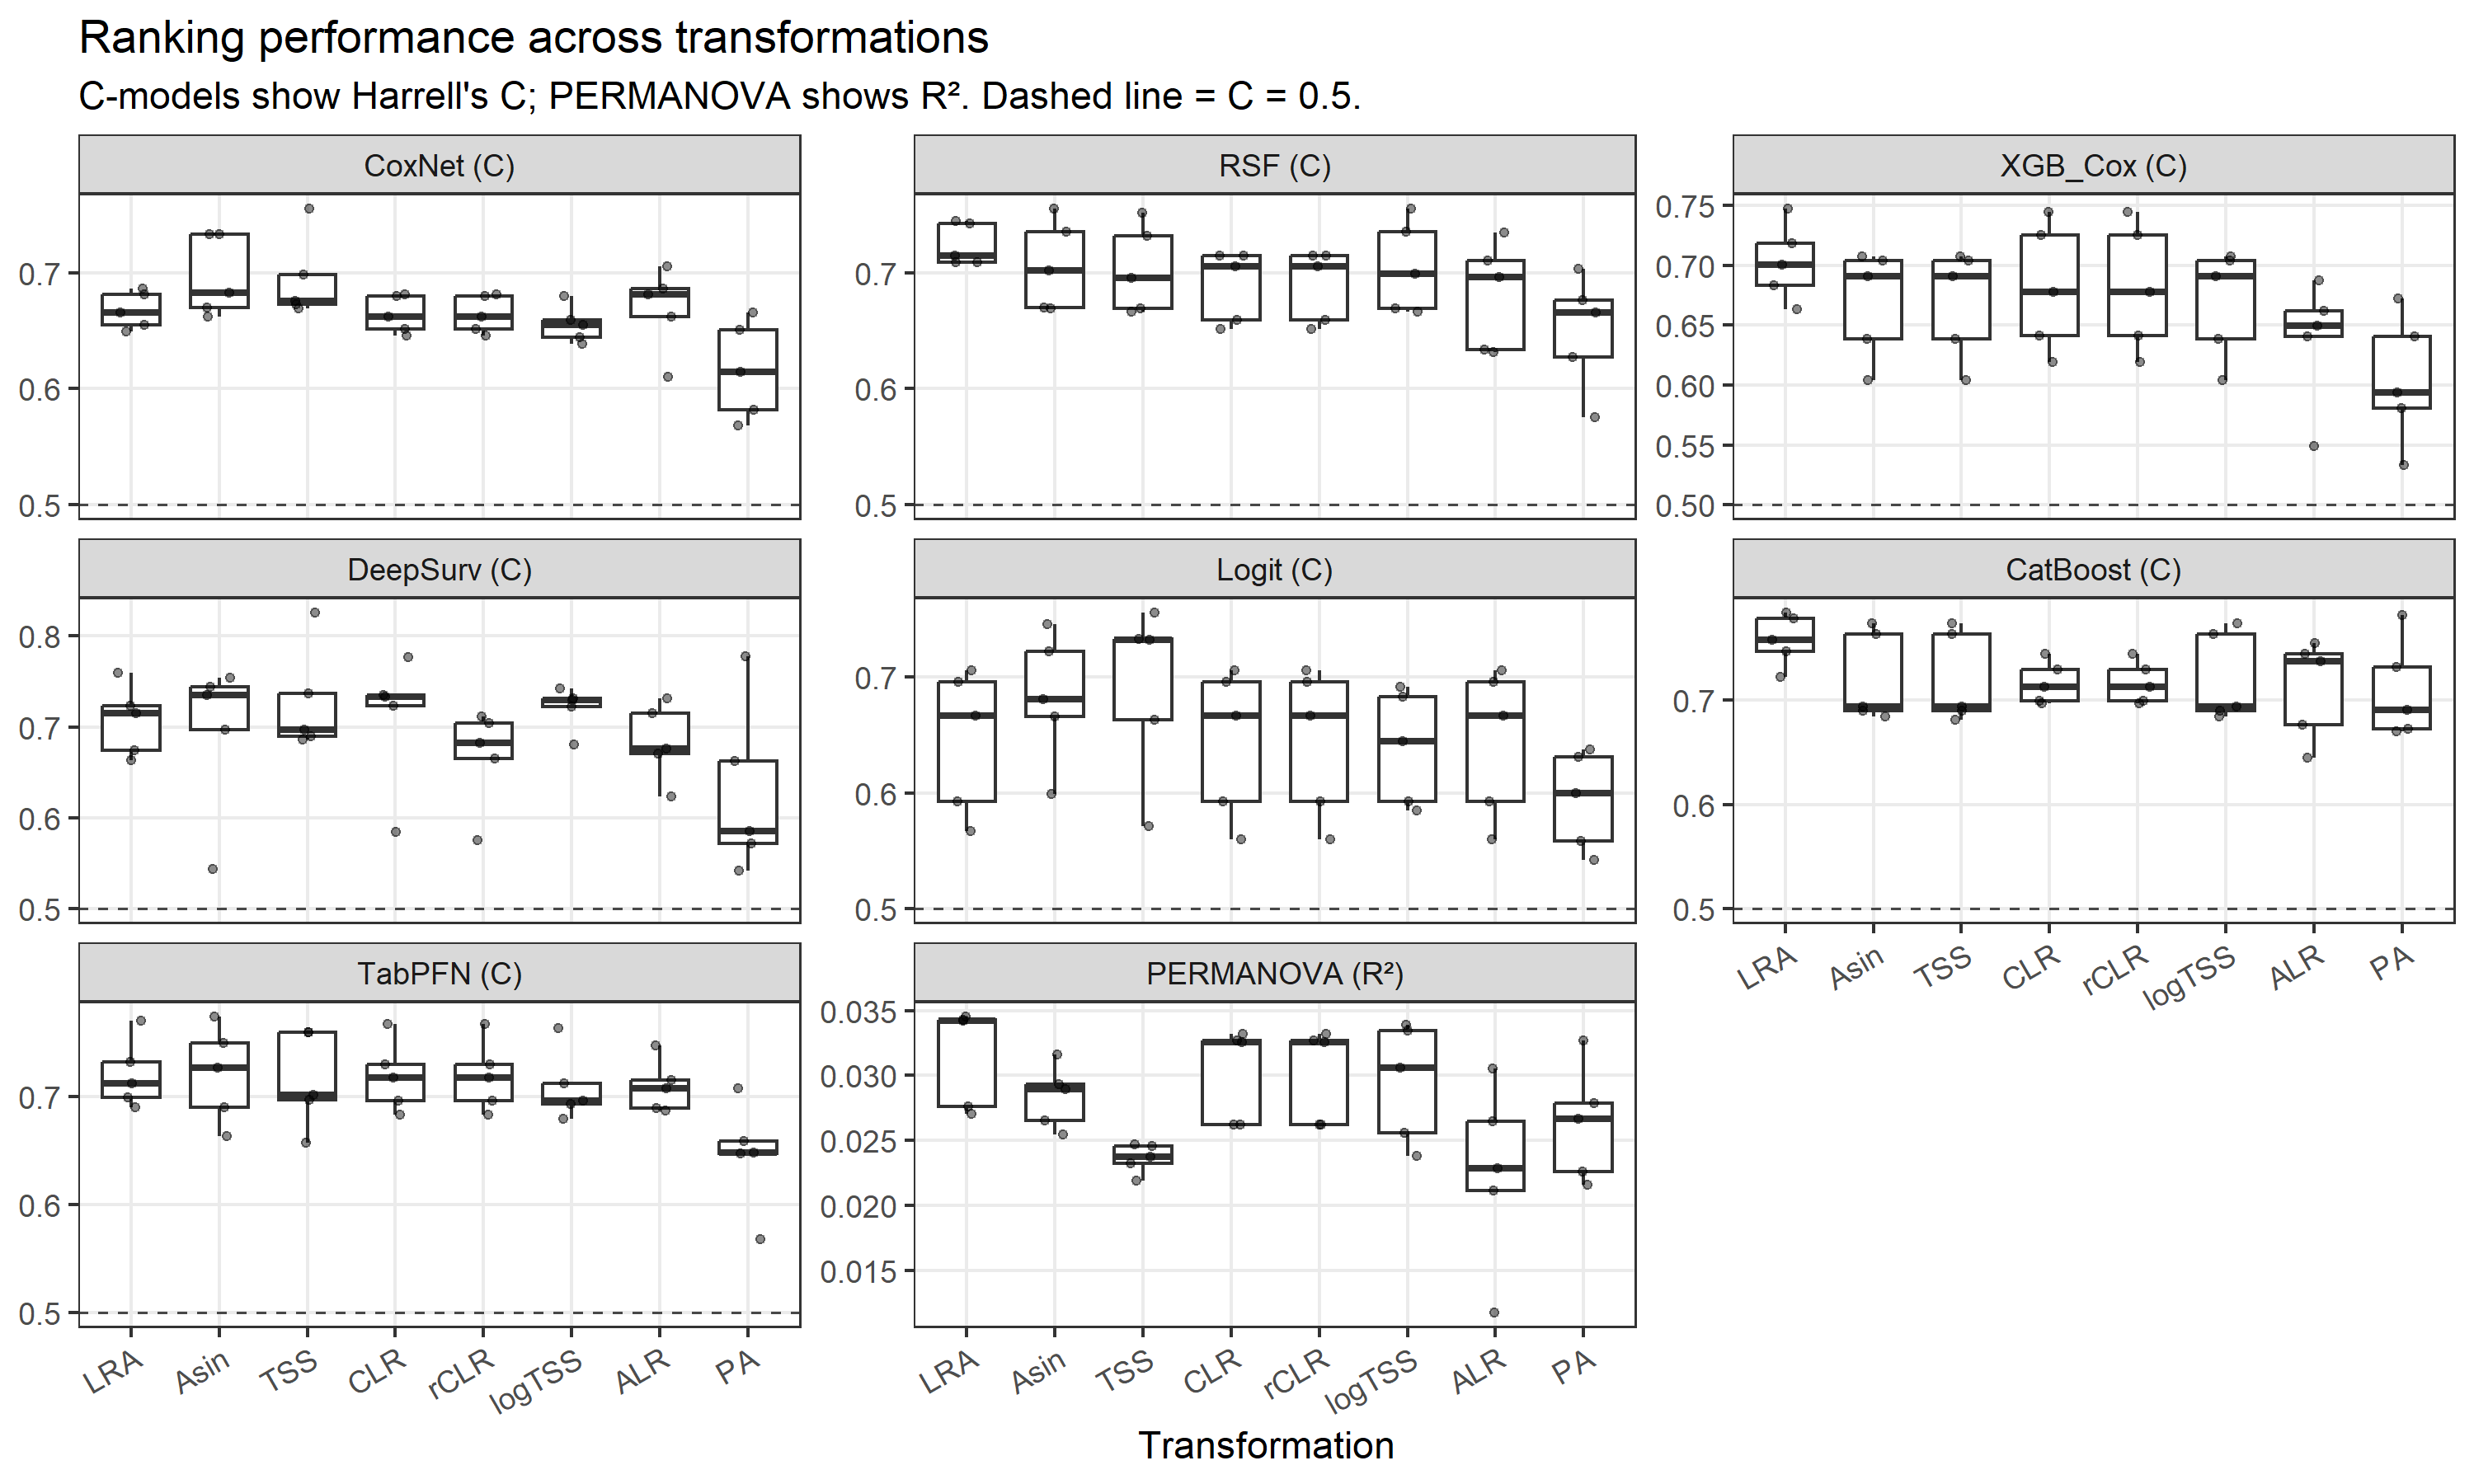 Ranking performance across transformations
C-models show Harrell's C; PERMANOVA shows R². Dashed line = C = 0.5.
CoxNet (C)
0.7
0.6
0.5
RSF (C)
0.7
0.6
0.5
XGB_Cox (C)
0.75
0.70
0.65
0.60
0.55
0.50
DeepSurv (C)
0.8
0.7
0.6
0.5
Logit (C)
0.7
0.6
0.5
CatBoost (C)
0.7
0.6
0.5
LRA Asin TSS CLR rCLR logTSS ALR PA
TabPFN (C)
0.7
0.6
0.5
LRA Asin TSS CLR rCLR logTSS ALR PA
PERMANOVA (R²)
0.035
0.030
0.025
0.020
0.015
LRA Asin TSS CLR rCLR logTSS ALR PA
Transformation